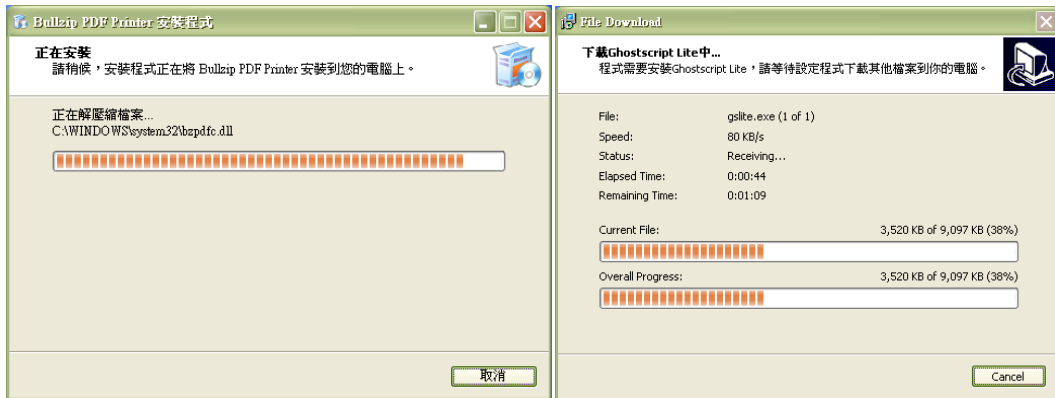 Bullzip PDF Printer 安裝程式
正在安裝
請稍候，安裝程式正在將 Bullzip PDF Printer 安裝到您的電腦上。
正在解壓縮檔案...
C:\WINDOWS\system32\bzpdfc.dll
取消
File Download
下載Ghostscript Lite中...
程式需要安裝Ghostscript Lite，請等待設定程式下載其他檔案到你的電腦。
File: gslite.exe (1 of 1)
Speed: 80 KB/s
Status: Receiving...
Elapsed Time: 0:00:44
Remaining Time: 0:01:09
Current File: 3,520 KB of 9,097 KB (38%)
Overall Progress: 3,520 KB of 9,097 KB (38%)
Cancel